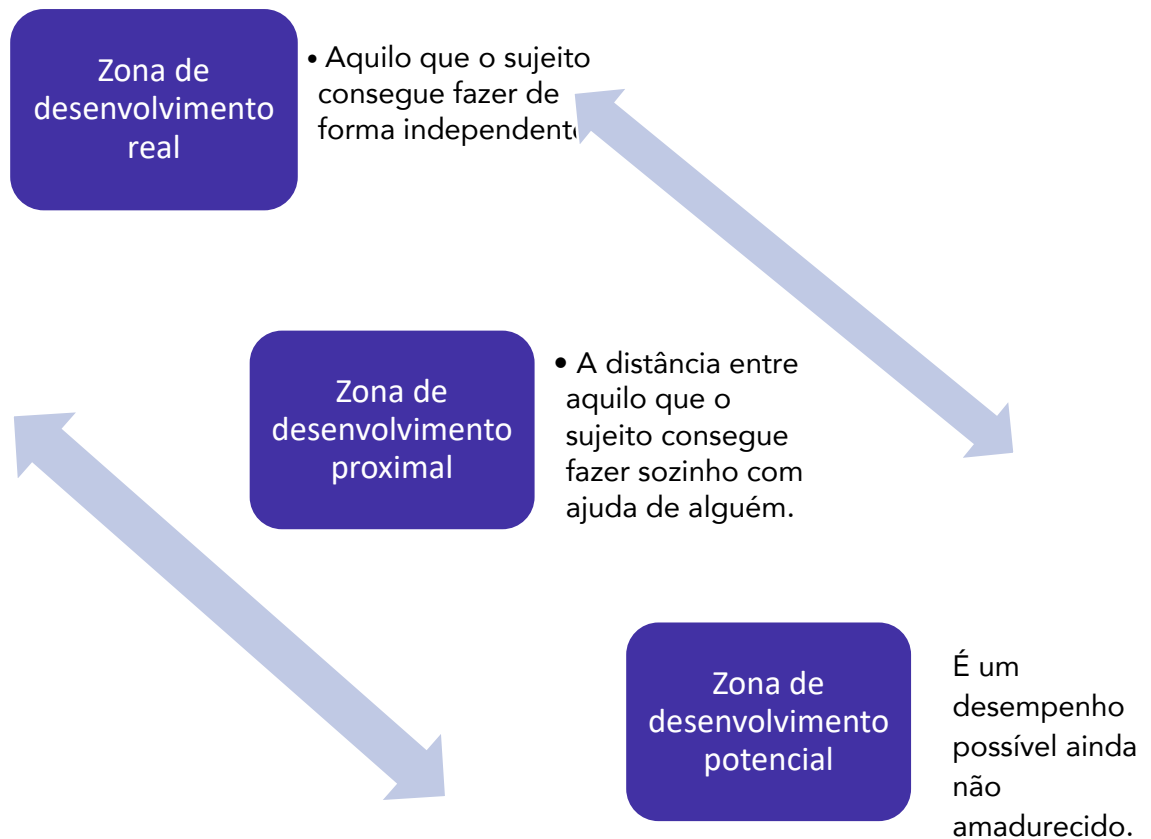 Zona de
desenvolvimento
real
• Aquilo que o sujeito
consegue fazer de
forma independente
Zona de
desenvolvimento
proximal
• A distância entre
aquilo que o
sujeito consegue
fazer sozinho com
ajuda de alguém.
Zona de
desenvolvimento
potencial
É um
desempenho
possível ainda
não
amadurecido.